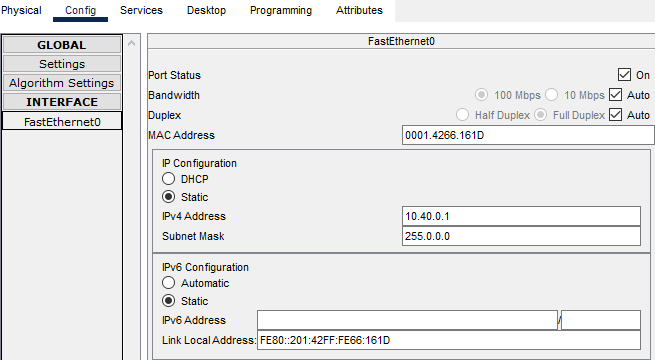 Physical Config Services Desktop Programming Attributes
GLOBAL
Settings
Algorithm Settings
INTERFACE
FastEthernet0
FastEthernet0
Port Status On
Bandwidth 100 Mbps 10 Mbps Auto
Duplex Half Duplex Full Duplex Auto
MAC Address 0001.4266.161D
IP Configuration
DHCP
Static
IPv4 Address 10.40.0.1
Subnet Mask 255.0.0.0
IPv6 Configuration
Automatic
Static
IPv6 Address /
Link Local Address: FE80::201:42FF:FE66:161D